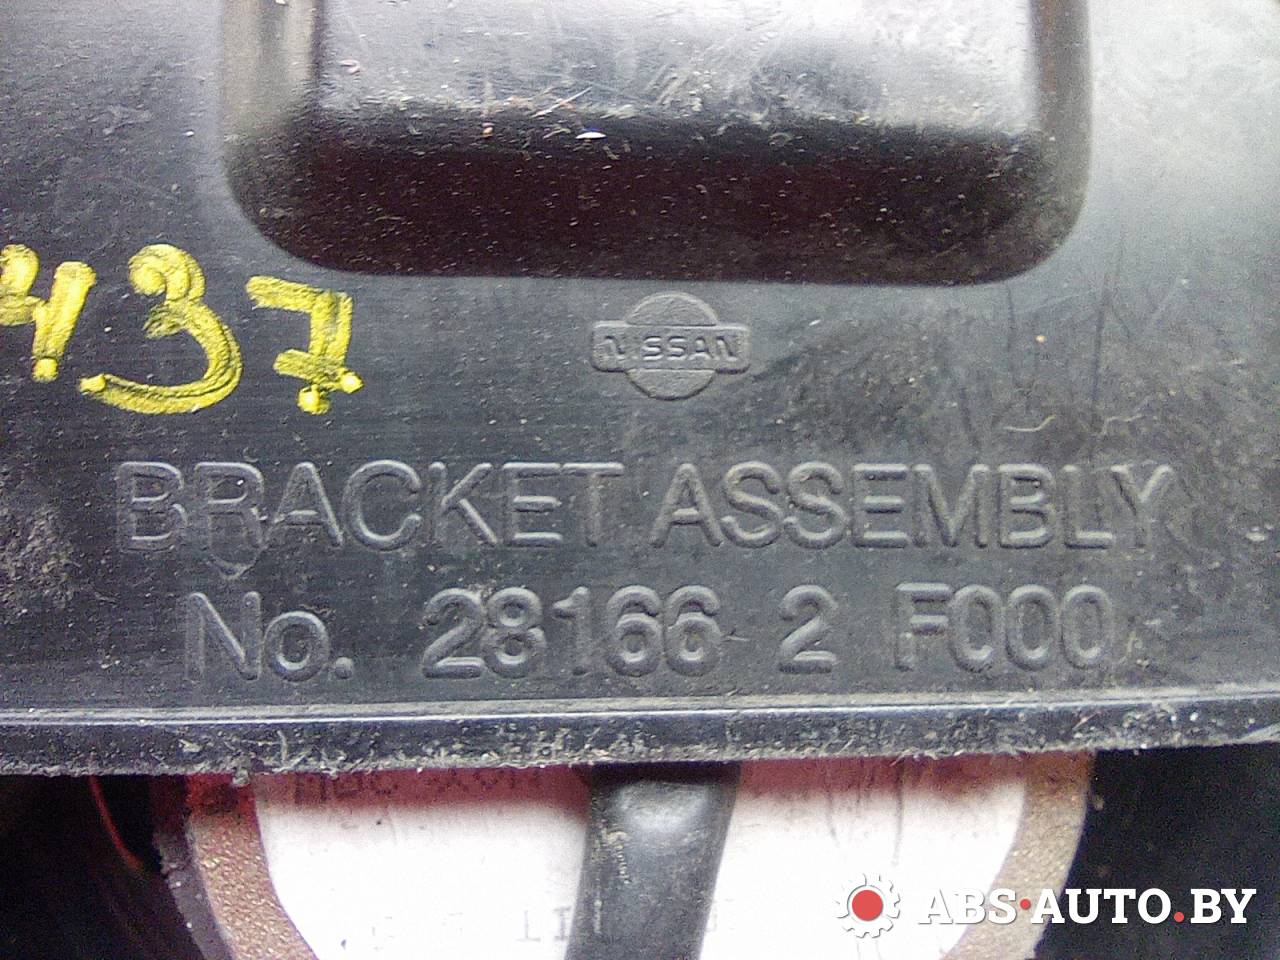 437
NISSAN
BRACKET ASSEMBLY
No. 28166 2 F000
ABS·AUTO.BY